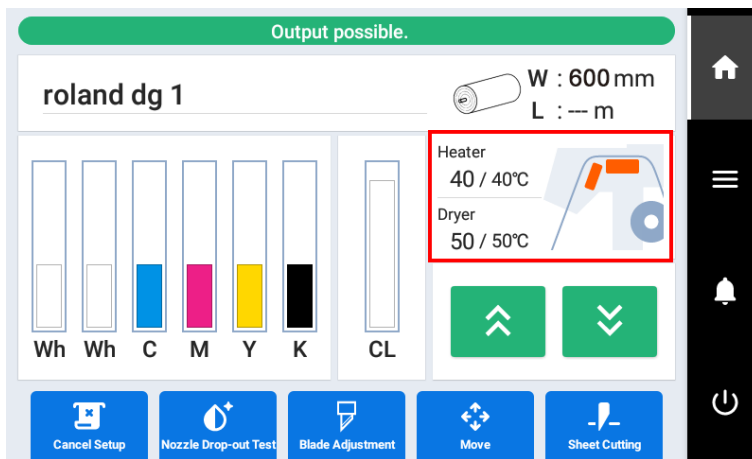 Output possible.
roland dg 1
W : 600 mm
L : --- m
Heater
40 / 40℃
Dryer
50 / 50℃
Wh Wh C M Y K CL
Cancel Setup
Nozzle Drop-out Test
Blade Adjustment
Move
Sheet Cutting